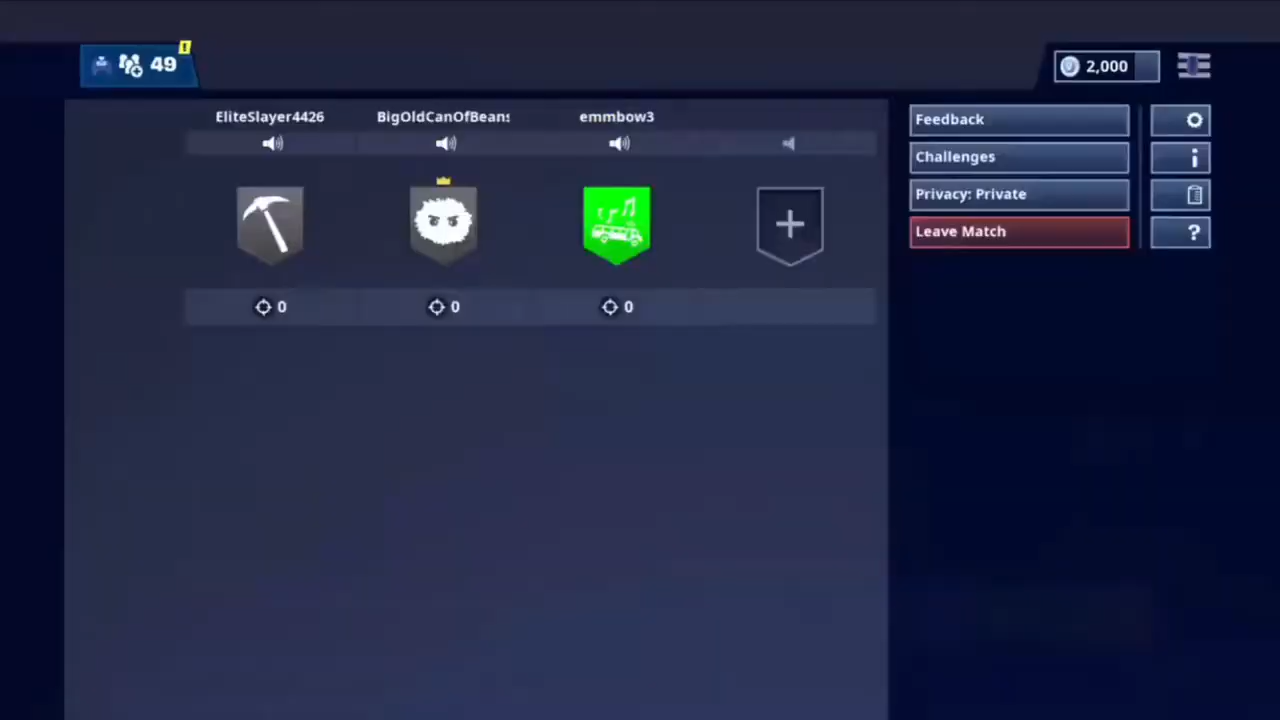 49
2,000
EliteSlayer4426
BigOldCanOfBeans
emmbow3
0
0
0
Feedback
Challenges
Privacy: Private
Leave Match